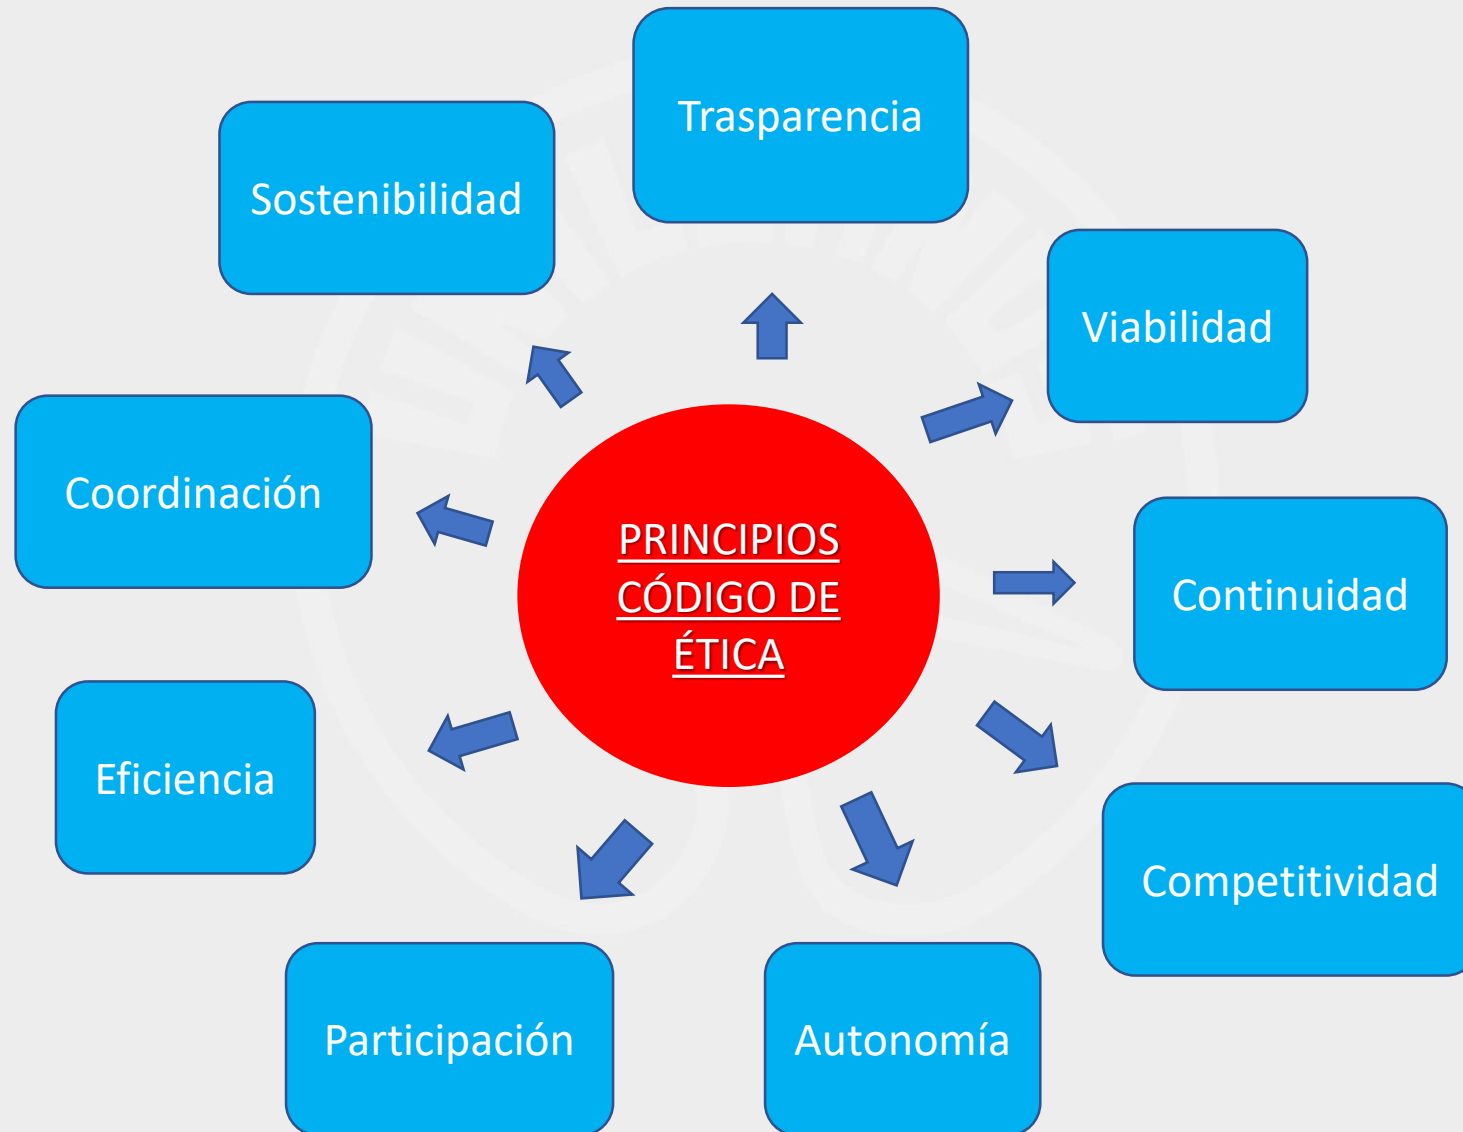 Trasparencia
Sostenibilidad
Viabilidad
Coordinación
PRINCIPIOS
CÓDIGO DE
ÉTICA
Continuidad
Eficiencia
Competitividad
Participación
Autonomía